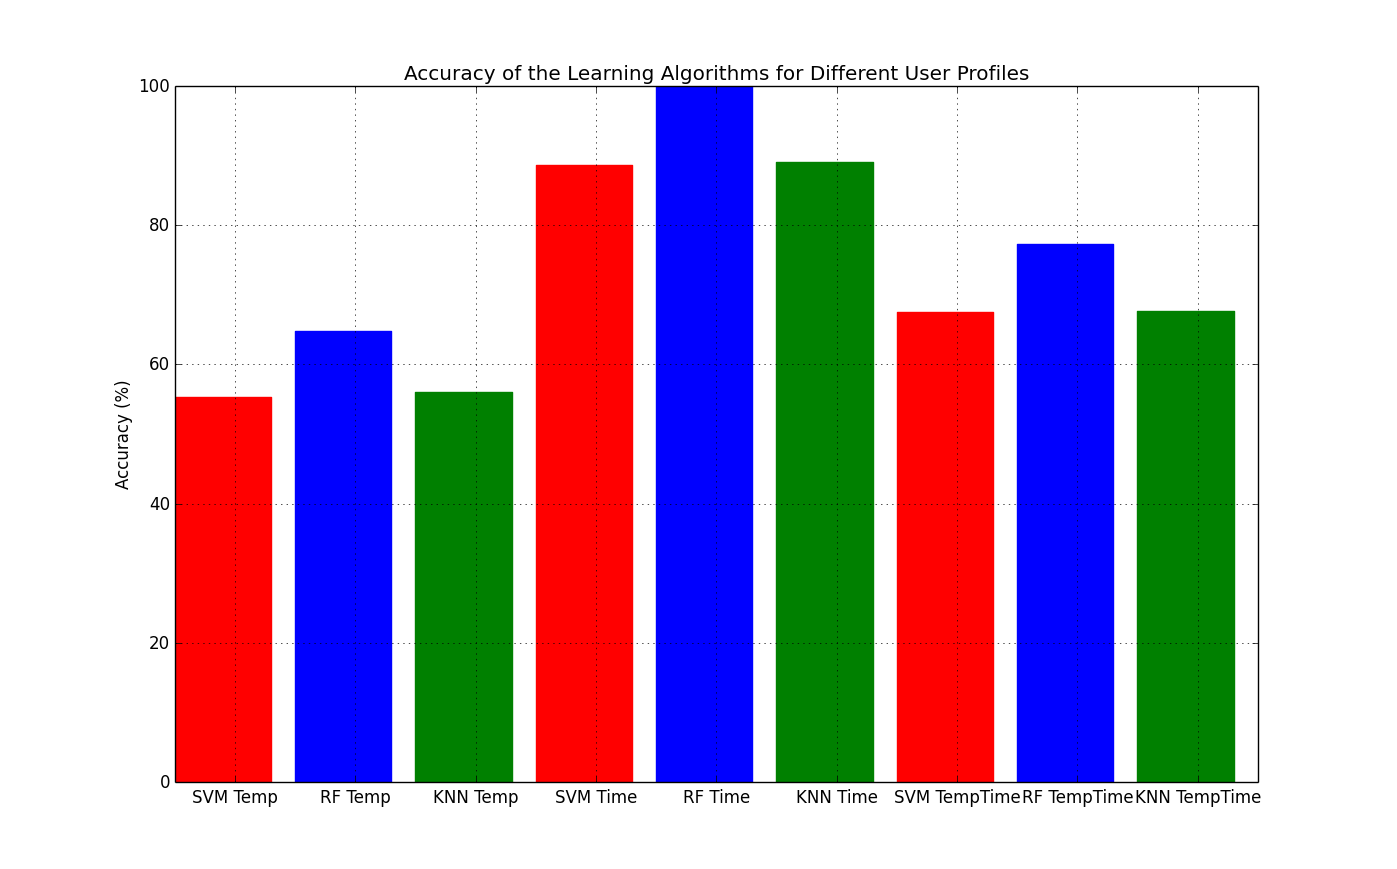 Accuracy of the Learning Algorithms for Different User Profiles
100
80
60
40
20
0
Accuracy (%)
SVM Temp RF Temp KNN Temp SVM Time RF Time KNN Time SVM TempTime RF TempTime KNN TempTime